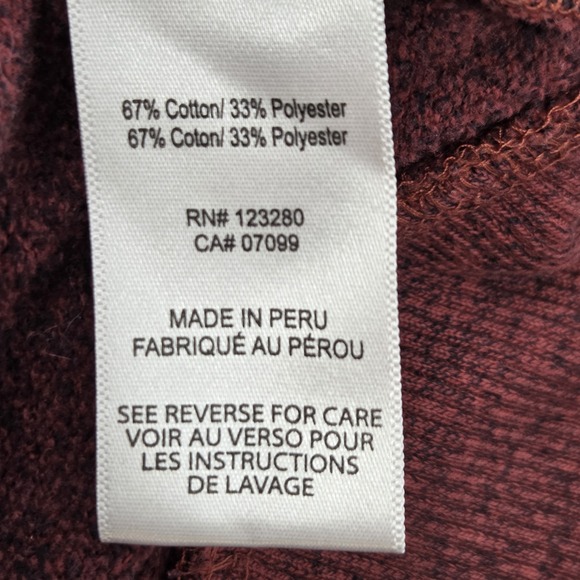 67% Cotton/ 33% Polyester
67% Coton/ 33% Polyester
RN# 123280
CA# 07099
MADE IN PERU
FABRIQUÉ AU PÉROU
SEE REVERSE FOR CARE
VOIR AU VERSO POUR
LES INSTRUCTIONS
DE LAVAGE